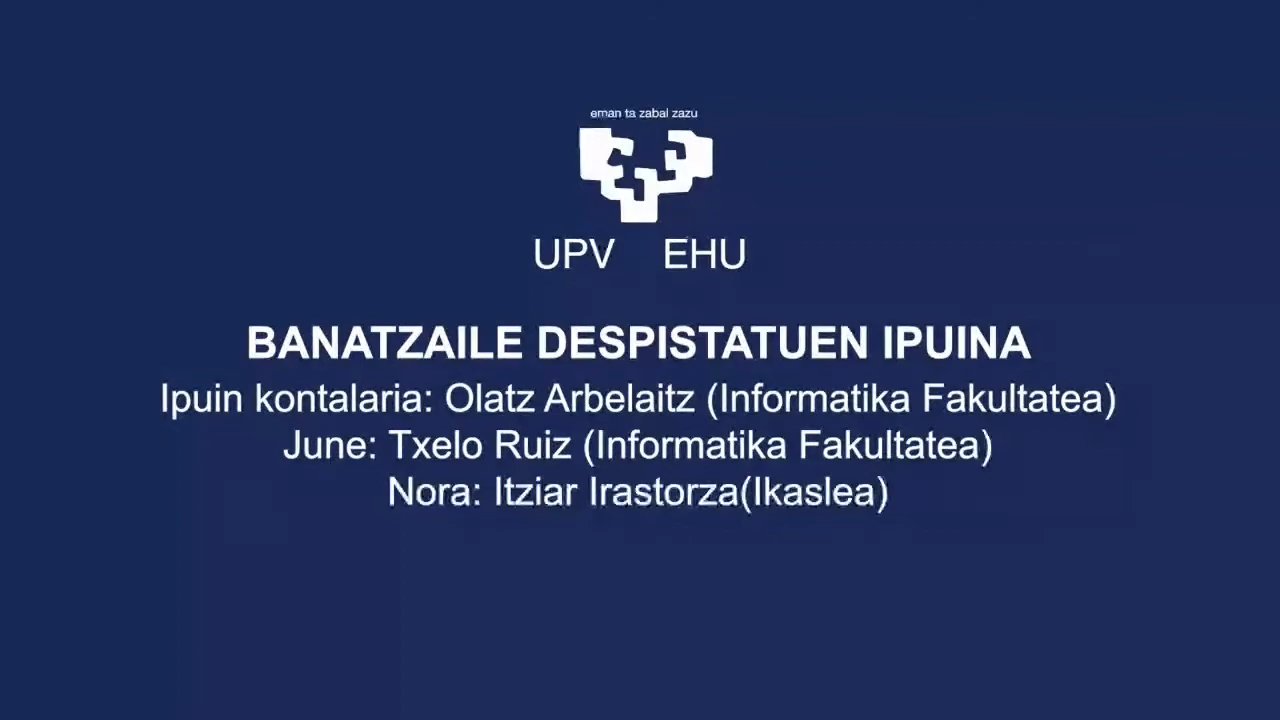 eman ta zabal zazu
UPV EHU
BANATZAILE DESPISTATUEN IPUINA
Ipuin kontalaria: Olatz Arbelaitz (Informatika Fakultatea)
June: Txelo Ruiz (Informatika Fakultatea)
Nora: Itziar Irastorza(Ikaslea)